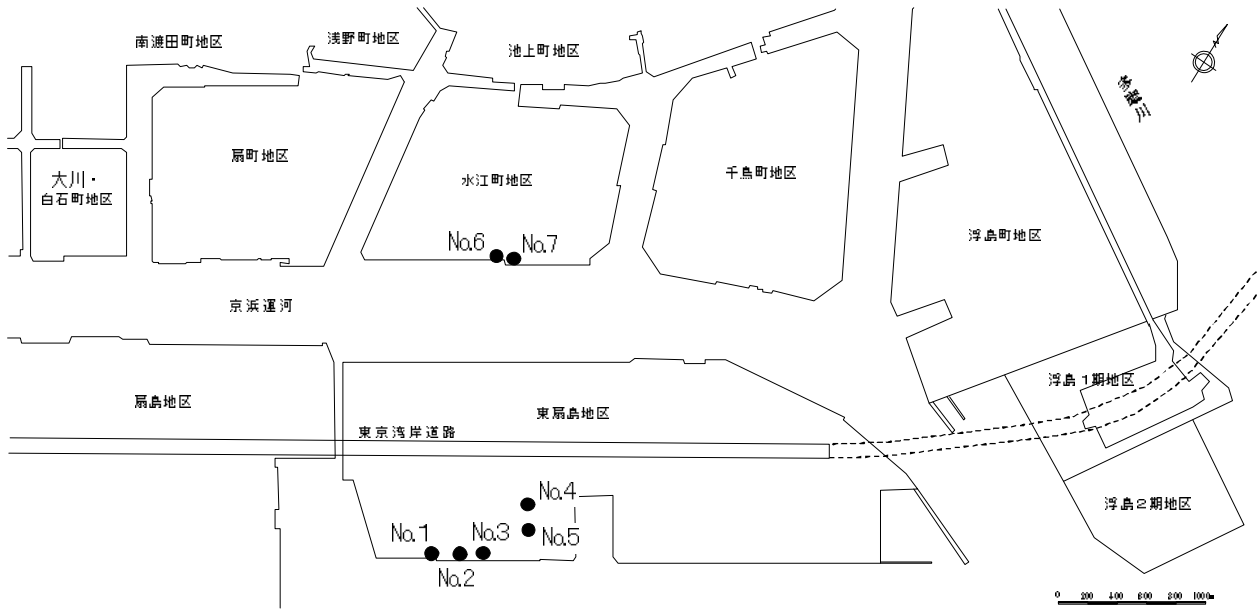 南渡田町地区
浅野町地区
池上町地区
多摩川
扇町地区
大川・
白石町地区
水江町地区
千鳥町地区
浮島町地区
No.6
No.7
京浜運河
扇島地区
東扇島地区
浮島1期地区
東京湾岸道路
浮島2期地区
No.4
No.1
No.3
No.5
No.2
0 200 400 600 800 1000m